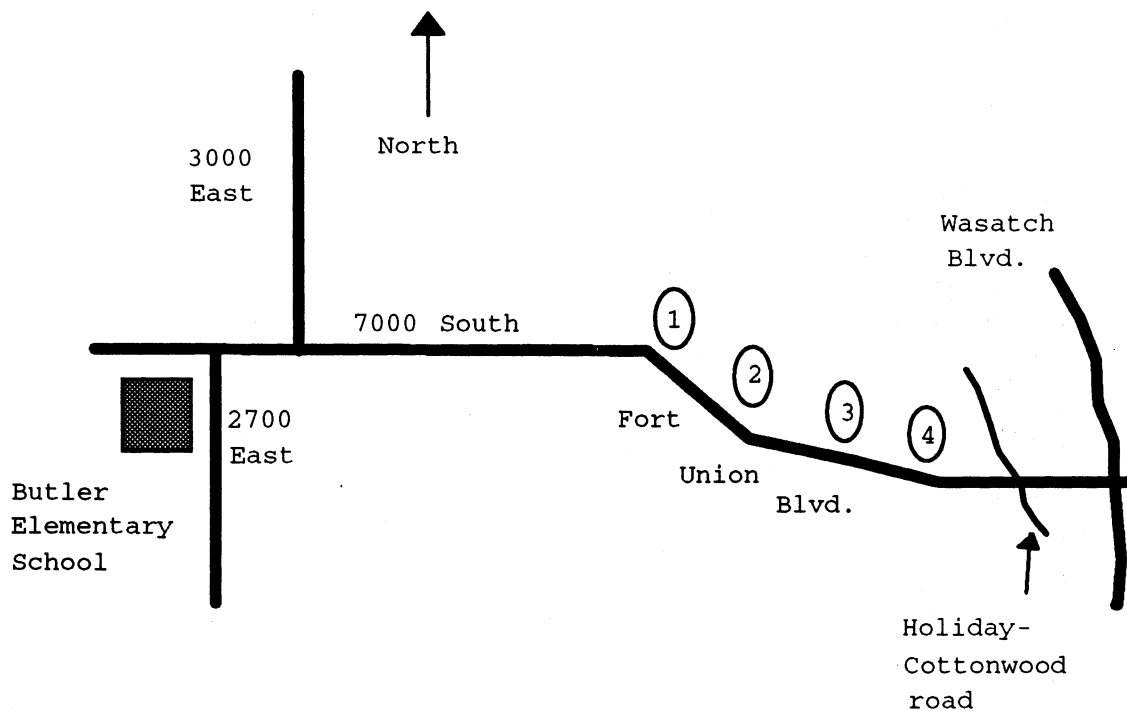 North
3000
East
Wasatch
Blvd.
7000 South
1
2
3
4
2700
East
Fort
Union
Blvd.
Butler
Elementary
School
Holiday-
Cottonwood
road